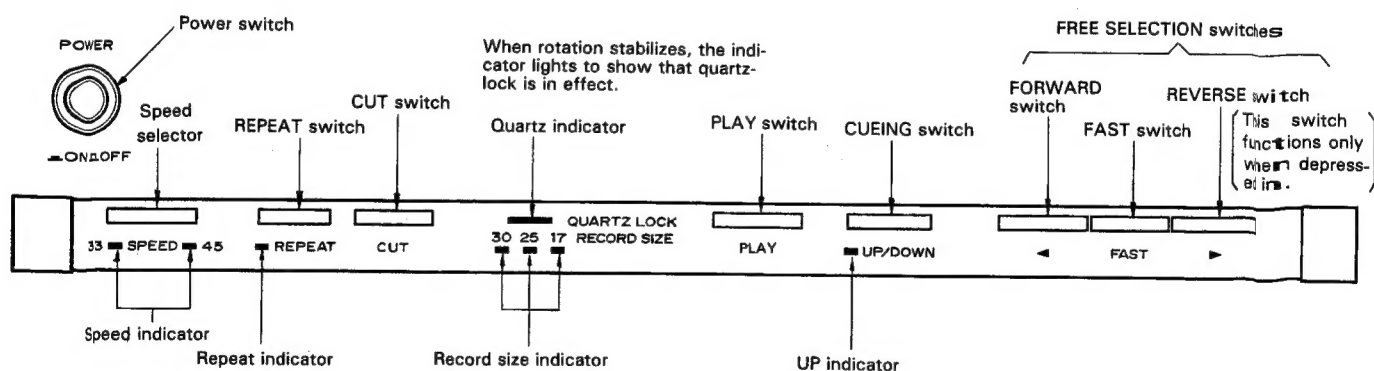 Power switch
POWER
ON OFF
Speed
selector
REPEAT switch
CUT switch
When rotation stabilizes, the indi-
cator lights to show that quartz-
lock is in effect.
Quartz indicator
PLAY switch
CUEING switch
FREE SELECTION switches
FORWARD
switch
FAST switch
REVERSE switch
(This switch
functions only
when depress-
ed in.)
33 SPEED 45
REPEAT
CUT
QUARTZ LOCK
30 25 17 RECORD SIZE
PLAY
UP/DOWN
◄ FAST ►
Speed indicator
Repeat indicator
Record size indicator
UP indicator